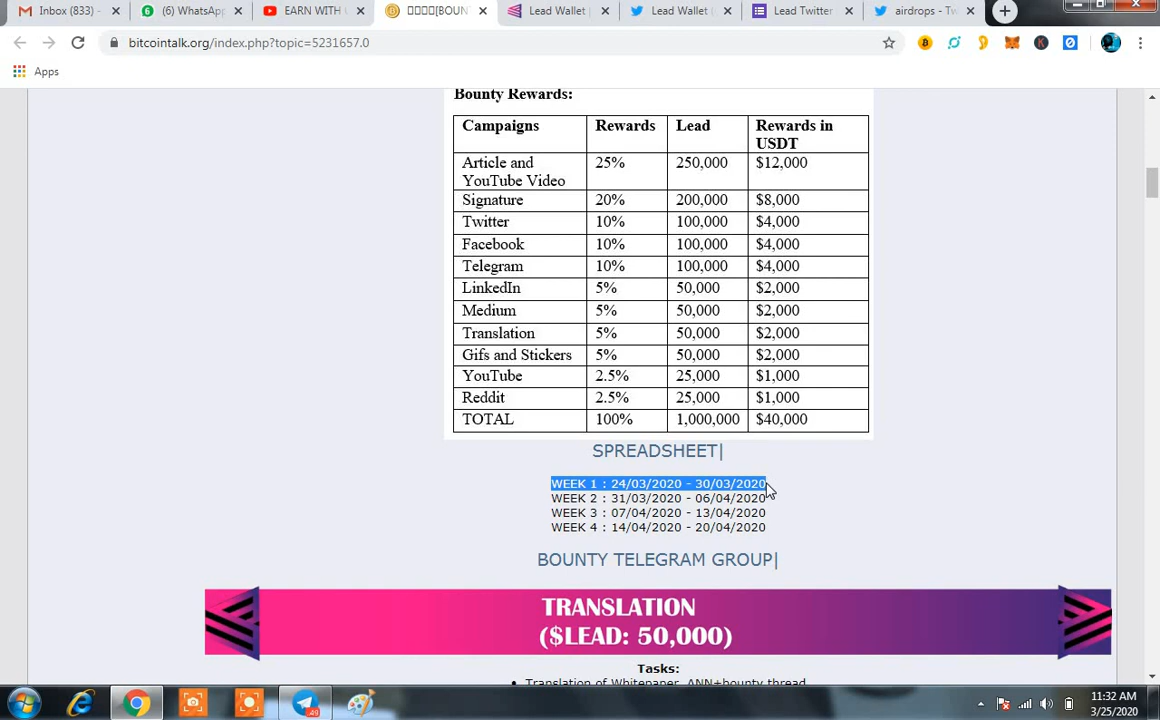 Inbox (833) -
(6) WhatsApp
EARN WITH
[BOUN
Lead Wallet
Lead Wallet (
Lead Twitter
airdrops - Tw
bitcointalk.org/index.php?topic=5231657.0
Apps
Bounty Rewards:
Campaigns Rewards Lead Rewards in USDT
Article and YouTube Video 25% 250,000 $12,000
Signature 20% 200,000 $8,000
Twitter 10% 100,000 $4,000
Facebook 10% 100,000 $4,000
Telegram 10% 100,000 $4,000
LinkedIn 5% 50,000 $2,000
Medium 5% 50,000 $2,000
Translation 5% 50,000 $2,000
Gifs and Stickers 5% 50,000 $2,000
YouTube 2.5% 25,000 $1,000
Reddit 2.5% 25,000 $1,000
TOTAL 100% 1,000,000 $40,000
SPREADSHEET|
WEEK 1 : 24/03/2020 - 30/03/2020
WEEK 2 : 31/03/2020 - 06/04/2020
WEEK 3 : 07/04/2020 - 13/04/2020
WEEK 4 : 14/04/2020 - 20/04/2020
BOUNTY TELEGRAM GROUP|
TRANSLATION
($LEAD: 50,000)
Tasks:
Translation of Whitepaper, ANN+bounty thread
11:32 AM
3/25/2020